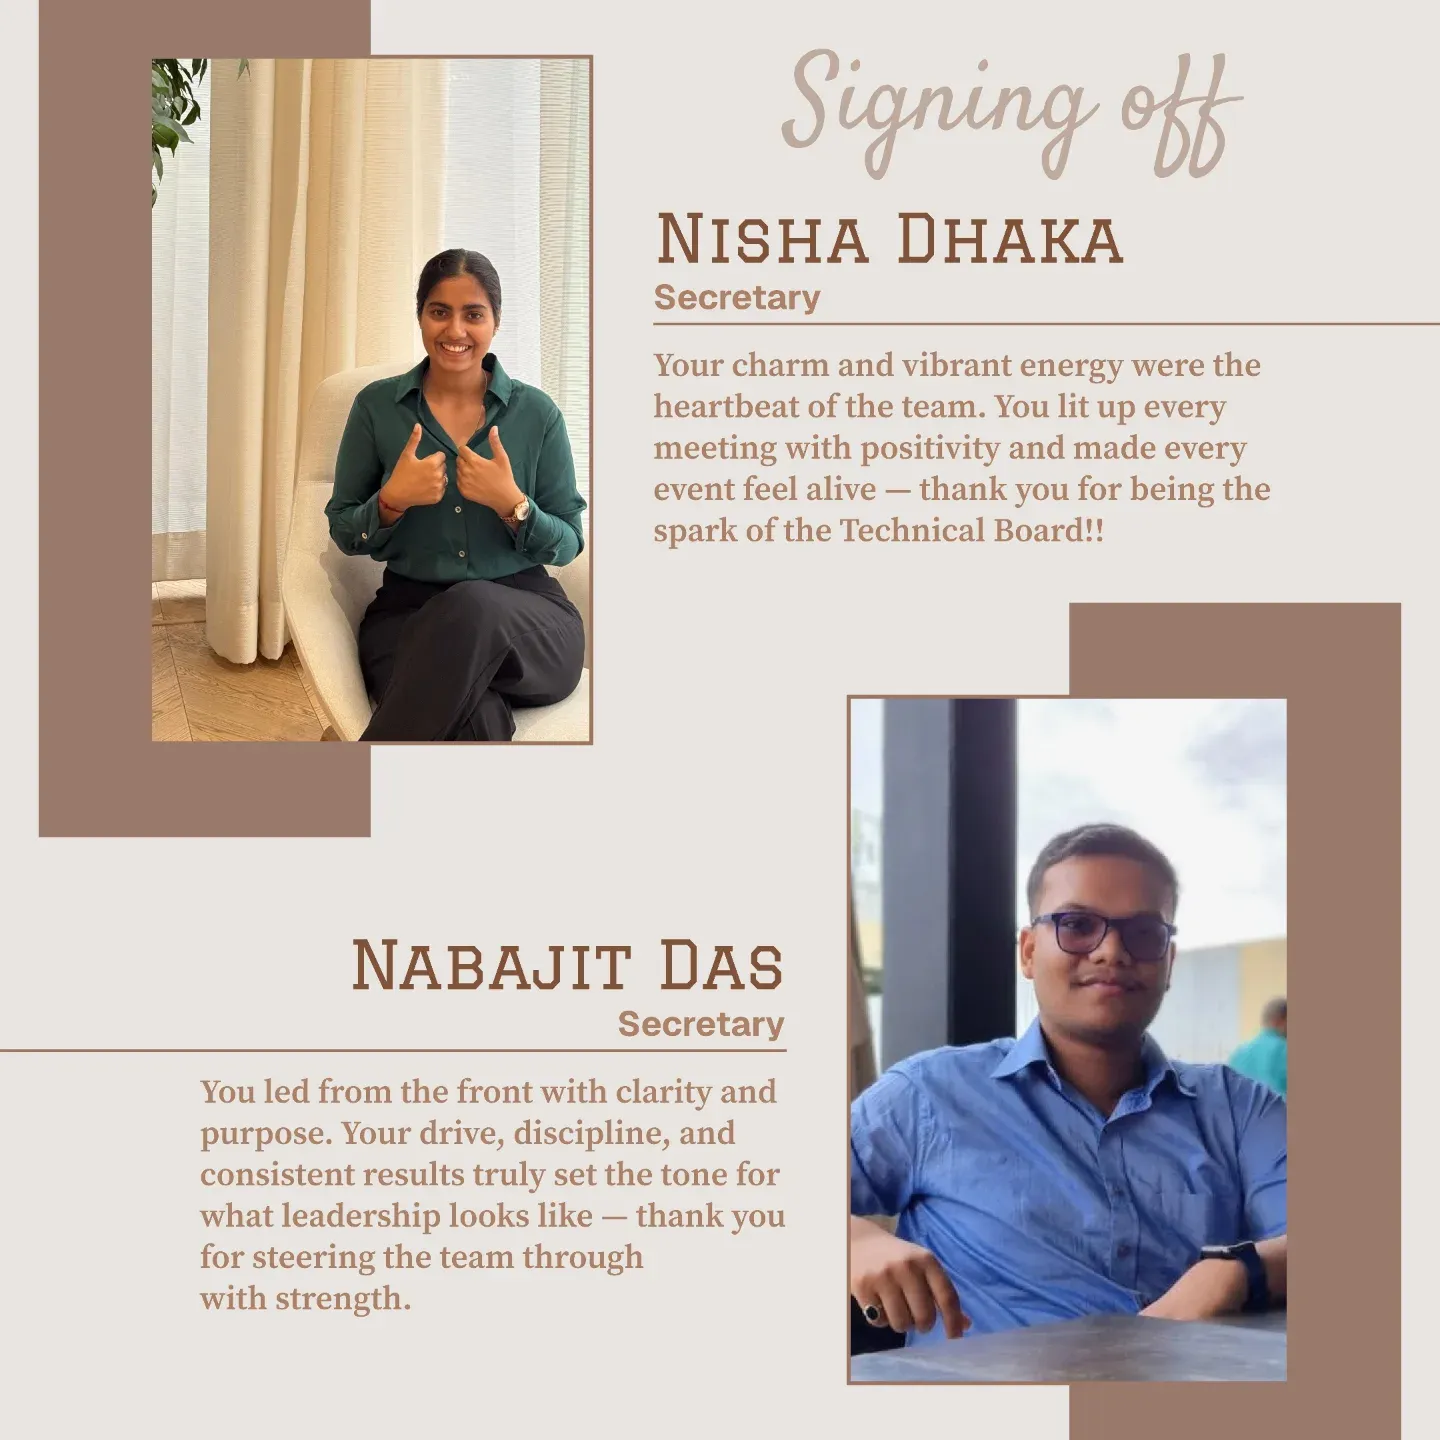 Signing off
Nisha Dhaka
Secretary
Your charm and vibrant energy were the
heartbeat of the team. You lit up every
meeting with positivity and made every
event feel alive — thank you for being the
spark of the Technical Board!!
Nabajit Das
Secretary
You led from the front with clarity and
purpose. Your drive, discipline, and
consistent results truly set the tone for
what leadership looks like — thank you
for steering the team through
with strength.